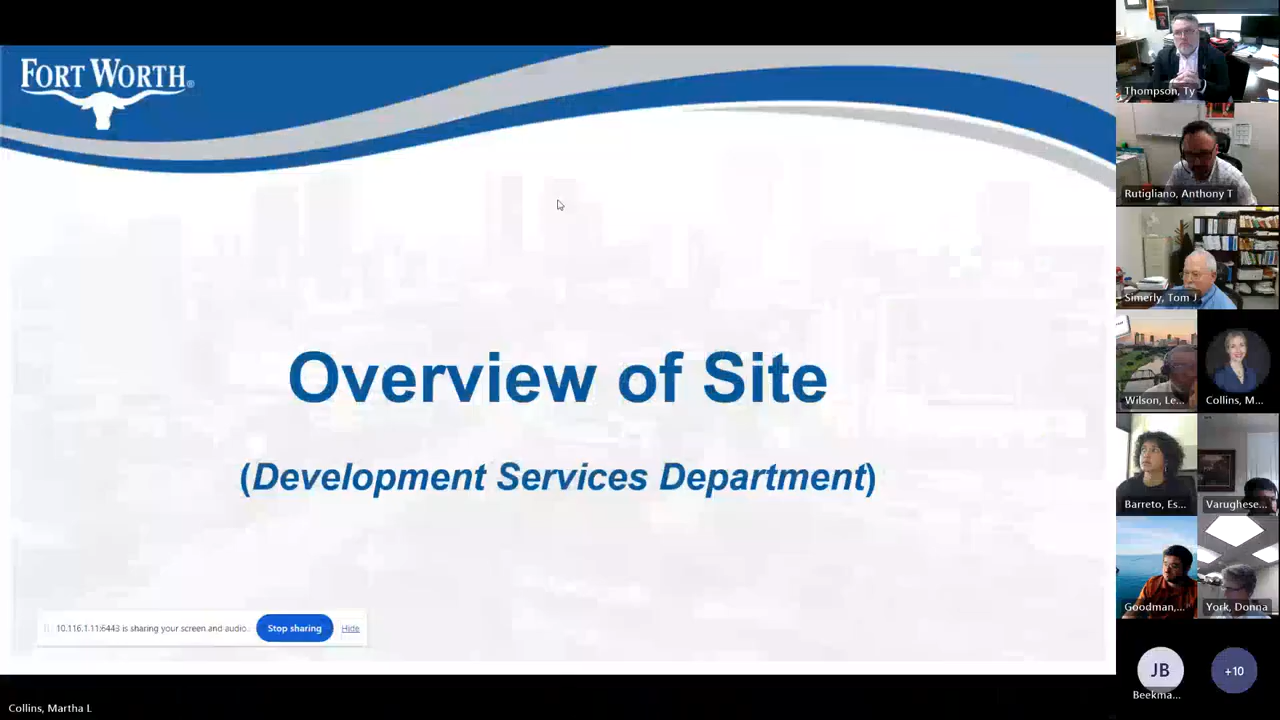 FORT WORTH®
Overview of Site
(Development Services Department)
10.116.1.11:6443 is sharing your screen and audio.
Stop sharing
Hide
Collins, Martha L
Thompson, Ty
Rutigliano, Anthony T
Simerly, Tom J
Wilson, Le...
Collins, M...
Barreto, Es...
Varughese...
Goodman,...
York, Donna
JB
+10
Beekma...